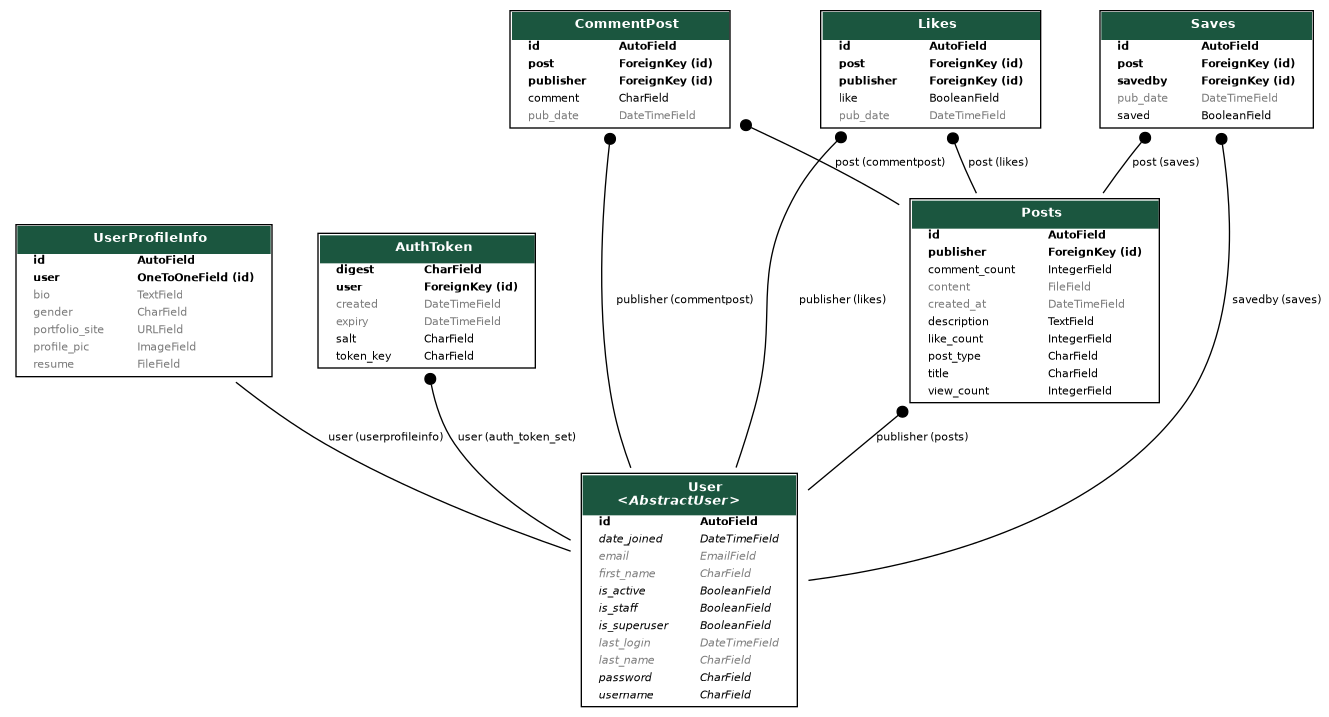 CommentPost
id AutoField
post ForeignKey (id)
publisher ForeignKey (id)
comment CharField
pub_date DateTimeField
Likes
id AutoField
post ForeignKey (id)
publisher ForeignKey (id)
like BooleanField
pub_date DateTimeField
Saves
id AutoField
post ForeignKey (id)
savedby ForeignKey (id)
pub_date DateTimeField
saved BooleanField
post (commentpost)
post (likes)
post (saves)
UserProfileInfo
id AutoField
user OneToOneField (id)
bio TextField
gender CharField
portfolio_site URLField
profile_pic ImageField
resume FileField
AuthToken
digest CharField
user ForeignKey (id)
created DateTimeField
expiry DateTimeField
salt CharField
token_key CharField
Posts
id AutoField
publisher ForeignKey (id)
comment_count IntegerField
content FileField
created_at DateTimeField
description TextField
like_count IntegerField
post_type CharField
title CharField
view_count IntegerField
publisher (commentpost)
publisher (likes)
savedby (saves)
user (userprofileinfo)
user (auth_token_set)
publisher (posts)
User
<AbstractUser>
id AutoField
date_joined DateTimeField
email EmailField
first_name CharField
is_active BooleanField
is_staff BooleanField
is_superuser BooleanField
last_login DateTimeField
last_name CharField
password CharField
username CharField